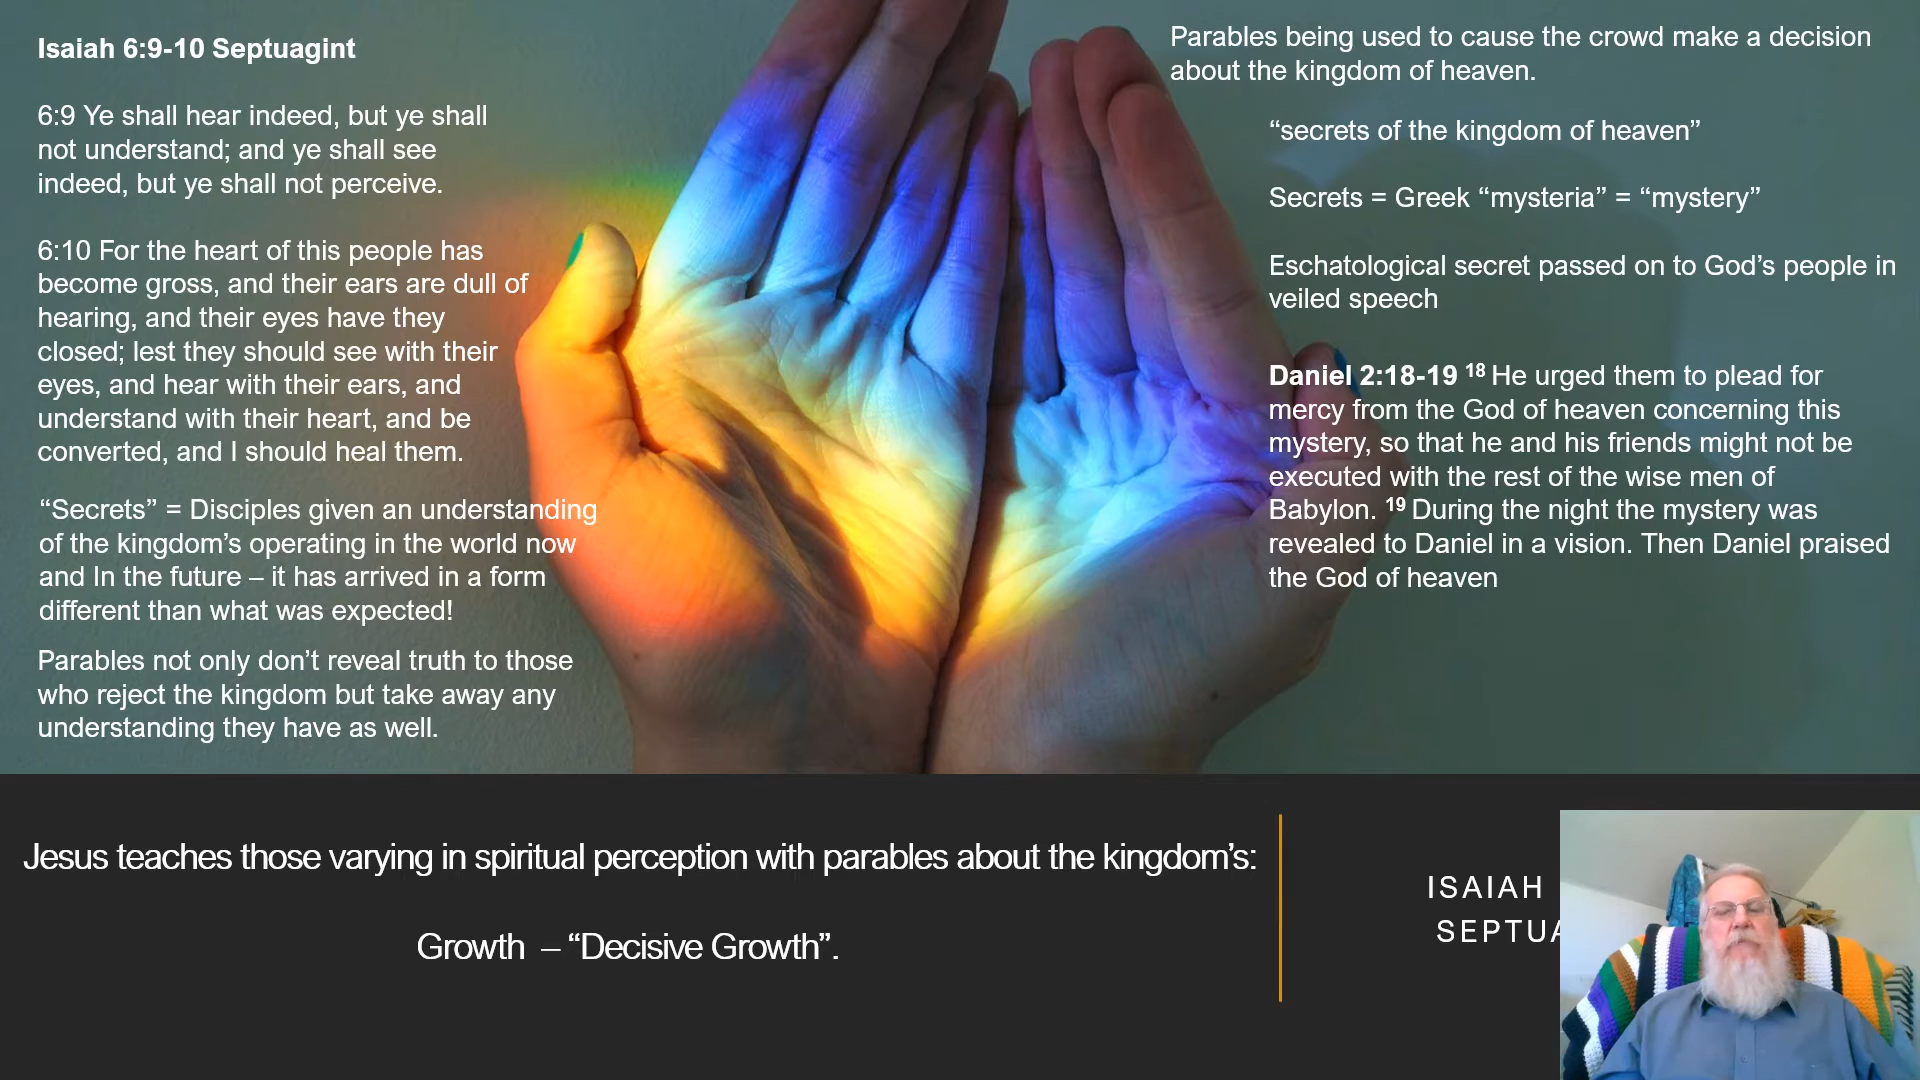 Isaiah 6:9-10 Septuagint
6:9 Ye shall hear indeed, but ye shall
not understand; and ye shall see
indeed, but ye shall not perceive.
6:10 For the heart of this people has
become gross, and their ears are dull of
hearing, and their eyes have they
closed; lest they should see with their
eyes, and hear with their ears, and
understand with their heart, and be
converted, and I should heal them.
“Secrets” = Disciples given an understanding
of the kingdom’s operating in the world now
and In the future – it has arrived in a form
different than what was expected!
Parables not only don’t reveal truth to those
who reject the kingdom but take away any
understanding they have as well.
Parables being used to cause the crowd make a decision
about the kingdom of heaven.
“secrets of the kingdom of heaven”
Secrets = Greek “mysteria” = “mystery”
Eschatological secret passed on to God’s people in
veiled speech
Daniel 2:18-19 18 He urged them to plead for
mercy from the God of heaven concerning this
mystery, so that he and his friends might not be
executed with the rest of the wise men of
Babylon. 19 During the night the mystery was
revealed to Daniel in a vision. Then Daniel praised
the God of heaven
Jesus teaches those varying in spiritual perception with parables about the kingdom’s:
Growth – “Decisive Growth”.
ISAIAH